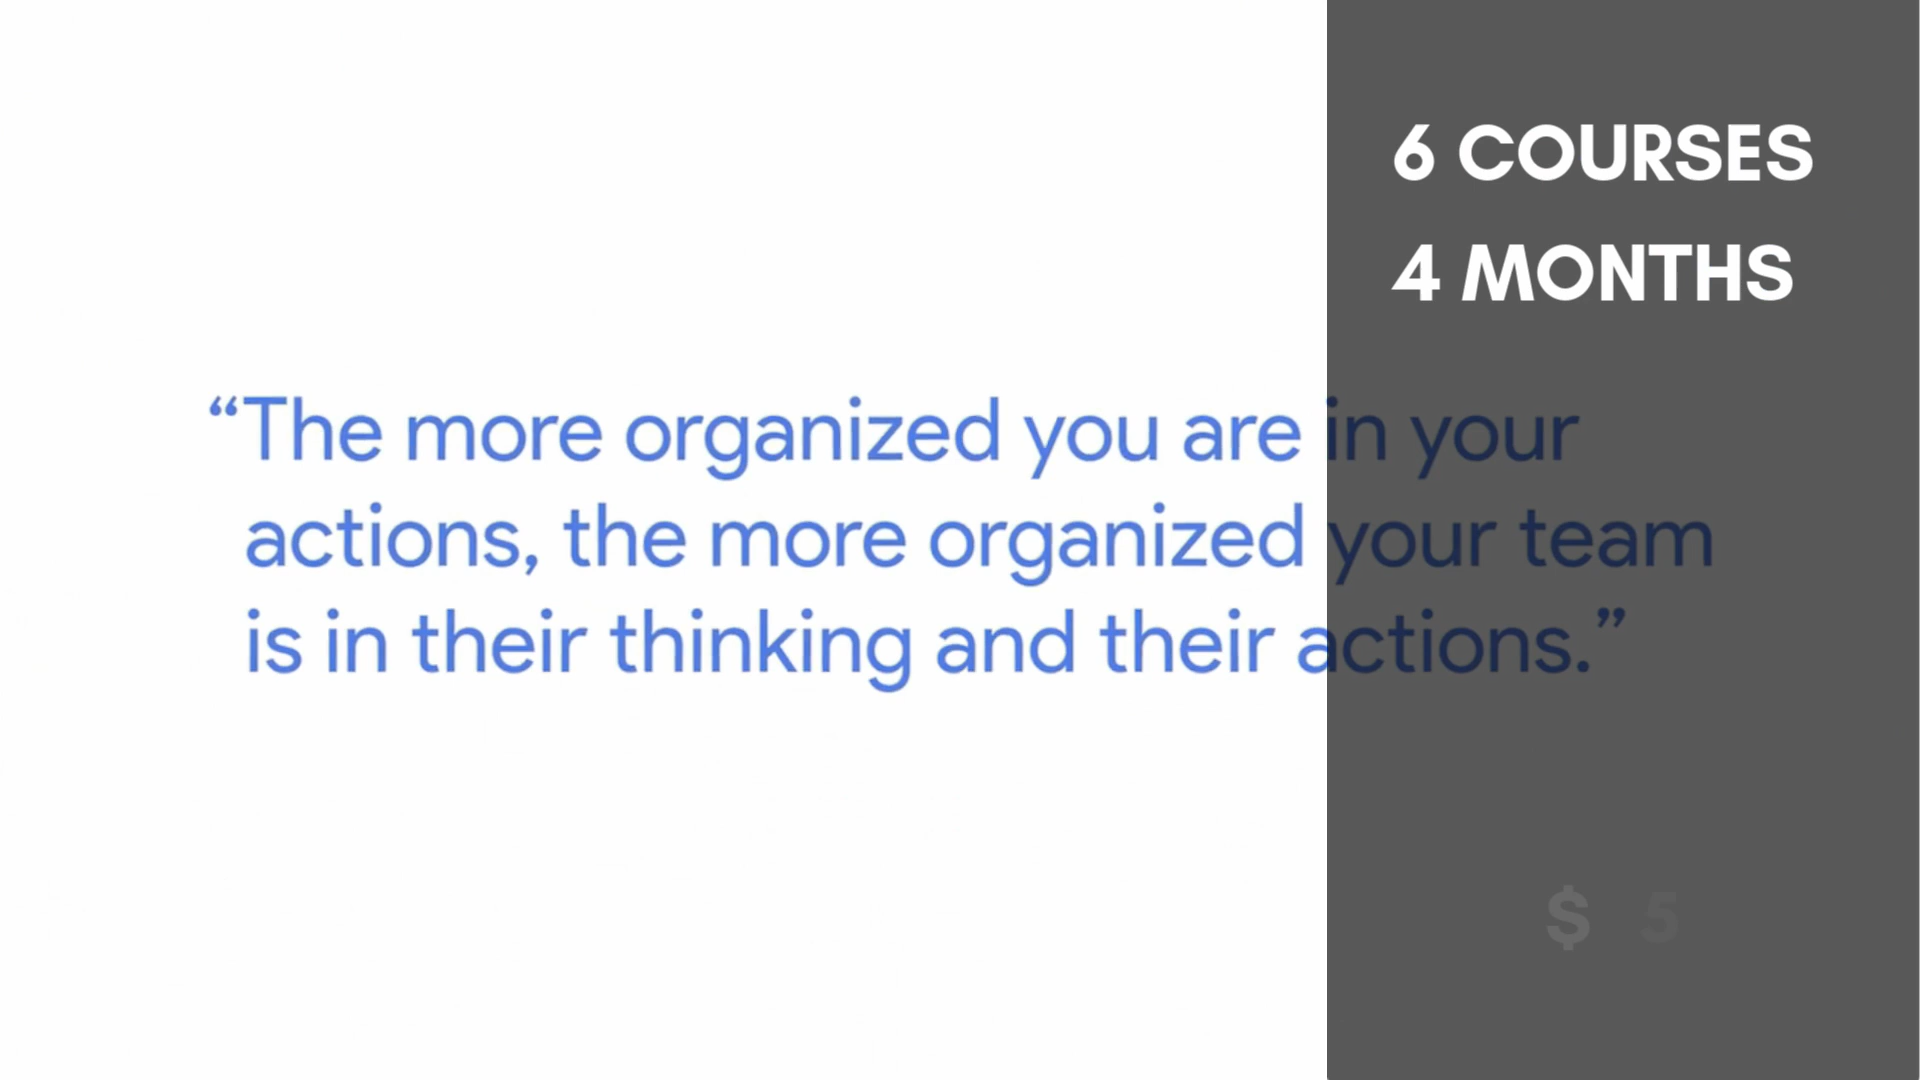 6 COURSES
4 MONTHS
“The more organized you are in your
actions, the more organized your team
is in their thinking and their actions.”
$ 5